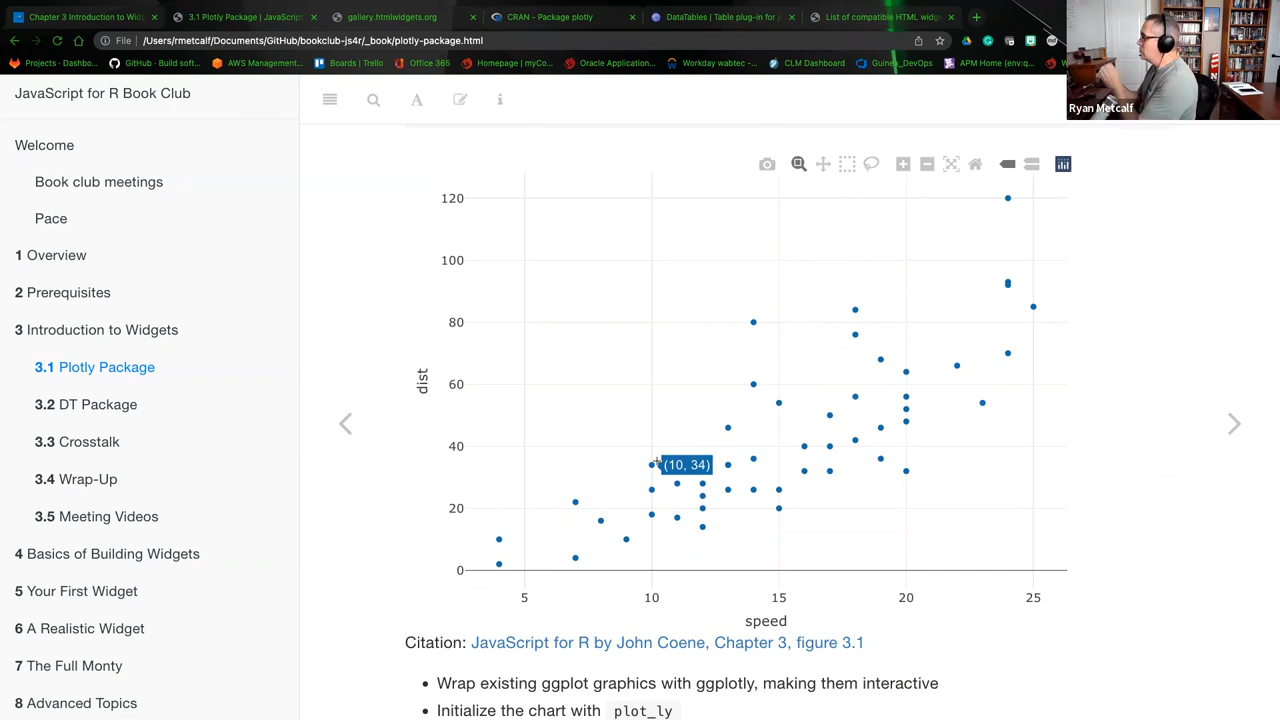 Chapter 3 Introduction to Wid
3.1 Plotly Package | JavaScrip
gallery.htmlwidgets.org
CRAN - Package plotly
DataTables | Table plug-in for j
List of compatible HTML widg
File | /Users/rmetcalf/Documents/GitHub/bookclub-js4r/_book/plotly-package.html
Projects - Dashbo...
GitHub - Build soft...
AWS Management...
Boards | Trello
Office 365
Homepage | myCo...
Oracle Application...
Workday wabtec -...
CLM Dashboard
Guinea_DevOps
APM Home (env:q...
Ryan Metcalf
JavaScript for R Book Club
Welcome
Book club meetings
Pace
1 Overview
2 Prerequisites
3 Introduction to Widgets
3.1 Plotly Package
3.2 DT Package
3.3 Crosstalk
3.4 Wrap-Up
3.5 Meeting Videos
4 Basics of Building Widgets
5 Your First Widget
6 A Realistic Widget
7 The Full Monty
8 Advanced Topics
120
100
80
60
40
20
0
dist
(10, 34)
5
10
15
20
25
speed
Citation: JavaScript for R by John Coene, Chapter 3, figure 3.1
• Wrap existing ggplot graphics with ggplotly, making them interactive
• Initialize the chart with plot_ly